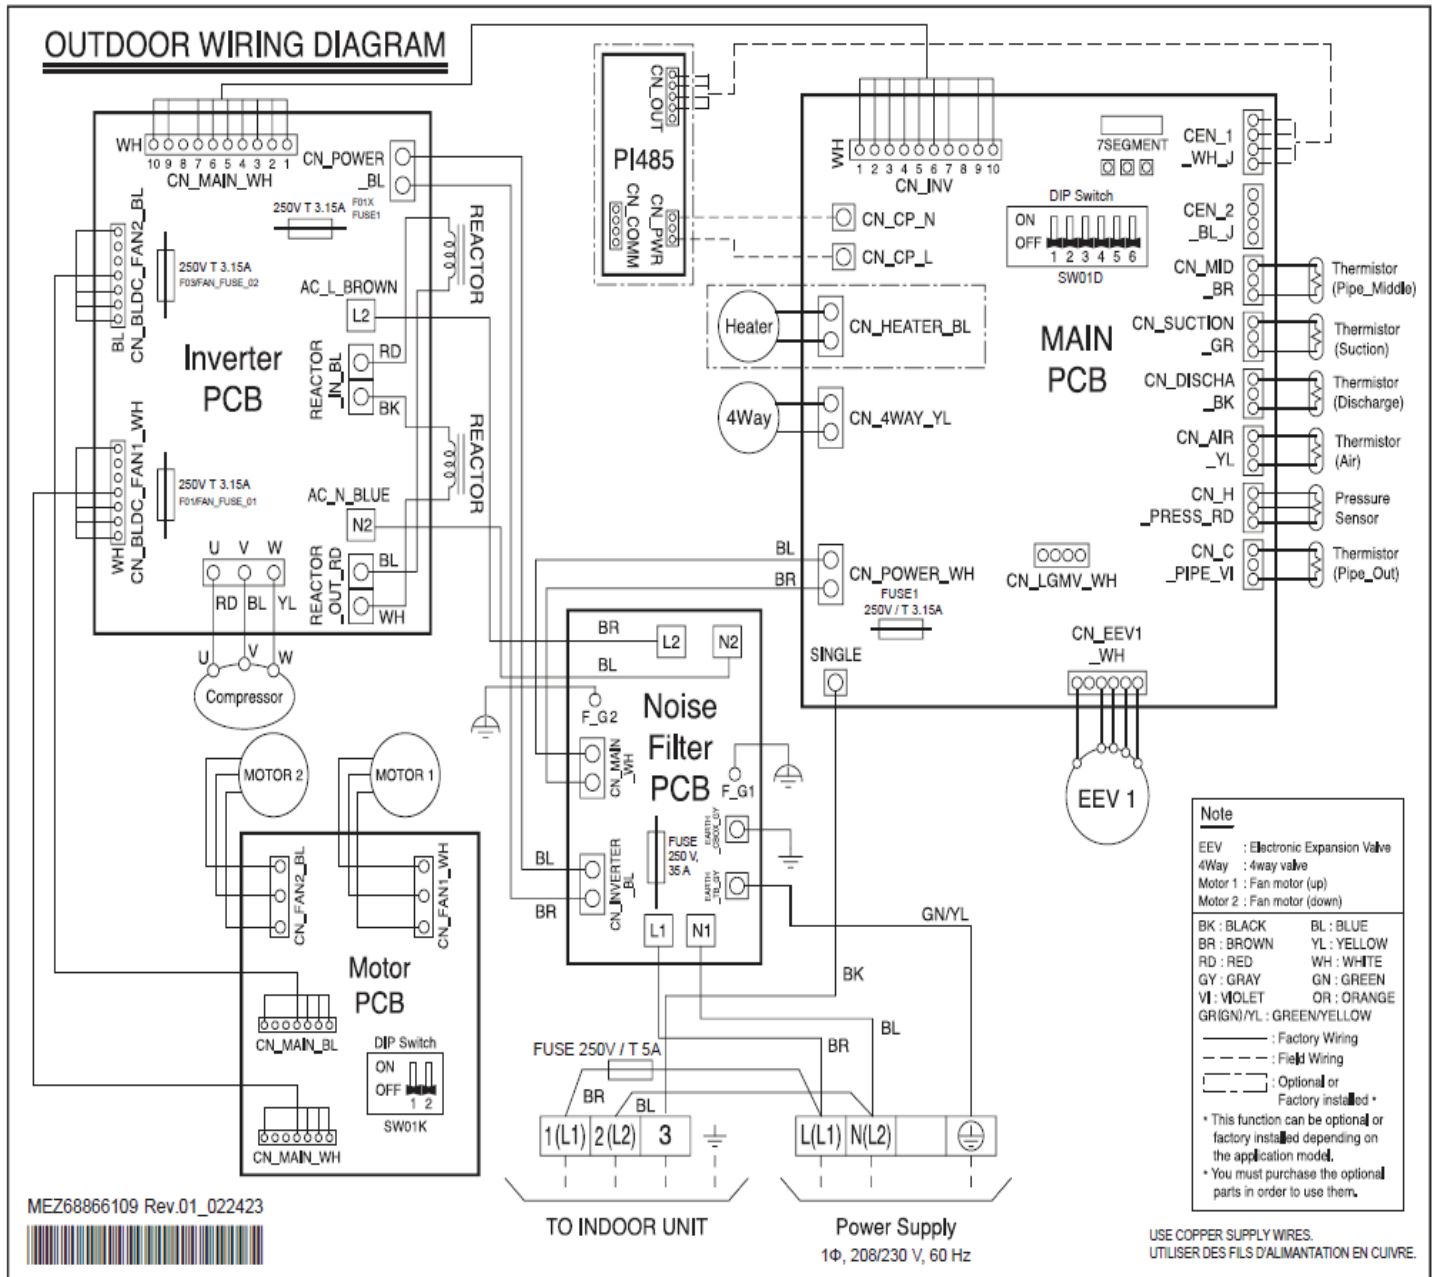 OUTDOOR WIRING DIAGRAM
WH
10 9 8 7 6 5 4 3 2 1
CN_MAIN_WH
CN_POWER
_BL
250V T 3.15A
F01X
FUSE1
CN_BLDC_FAN2_BL
BL
250V T 3.15A
F03/FAN_FUSE_02
AC_L_BROWN
L2
Inverter
PCB
REACTOR
_IN_BL
RD
BK
REACTOR
REACTOR
CN_BLDC_FAN1_WH
WH
250V T 3.15A
F01/FAN_FUSE_01
AC_N_BLUE
N2
REACTOR
_OUT_RD
BL
WH
U V W
RD BL YL
U V W
Compressor
MOTOR 2
MOTOR 1
CN_FAN2_BL
CN_FAN1_WH
Motor
PCB
CN_MAIN_BL
DIP Switch
ON
OFF
1 2
SW01K
CN_MAIN_WH
CN_OUT
PI485
CN_COMM
CN_PWR
WH
1 2 3 4 5 6 7 8 9 10
CN_INV
7SEGMENT
CEN_1
_WH_J
DIP Switch
ON
OFF
1 2 3 4 5 6
SW01D
CEN_2
_BL_J
CN_CP_N
CN_CP_L
CN_MID
_BR
Thermistor
(Pipe_Middle)
Heater
CN_HEATER_BL
MAIN
PCB
CN_SUCTION
_GR
Thermistor
(Suction)
CN_DISCHA
_BK
Thermistor
(Discharge)
4Way
CN_4WAY_YL
CN_AIR
_YL
Thermistor
(Air)
CN_H
_PRESS_RD
Pressure
Sensor
CN_C
_PIPE_VI
Thermistor
(Pipe_Out)
BL
BR
CN_POWER_WH
FUSE1
250V / T 3.15A
CN_LGMV_WH
CN_EEV1
_WH
SINGLE
EEV 1
BR
BL
L2
N2
F_G2
Noise
Filter
PCB
CN_MAIN
_WH
F_G1
FUSE
250 V,
35 A
EARTH
_CBOX_GY
EARTH
_TB_GY
BL
BR
CN_INVERTER
_BL
L1
N1
GN/YL
BK
BL
BR
FUSE 250V / T 5A
BR
BL
1(L1) 2(L2) 3
L(L1) N(L2)
TO INDOOR UNIT
Power Supply
1Φ, 208/230 V, 60 Hz
Note
EEV : Electronic Expansion Valve
4Way : 4way valve
Motor 1 : Fan motor (up)
Motor 2 : Fan motor (down)
BK : BLACK BL : BLUE
BR : BROWN YL : YELLOW
RD : RED WH : WHITE
GY : GRAY GN : GREEN
VI : VIOLET OR : ORANGE
GR(GN)/YL : GREEN/YELLOW
: Factory Wiring
: Field Wiring
: Optional or
Factory installed *
* This function can be optional or
factory installed depending on
the application model.
* You must purchase the optional
parts in order to use them.
MEZ68866109 Rev.01_022423
USE COPPER SUPPLY WIRES.
UTILISER DES FILS D'ALIMANTATION EN CUIVRE.